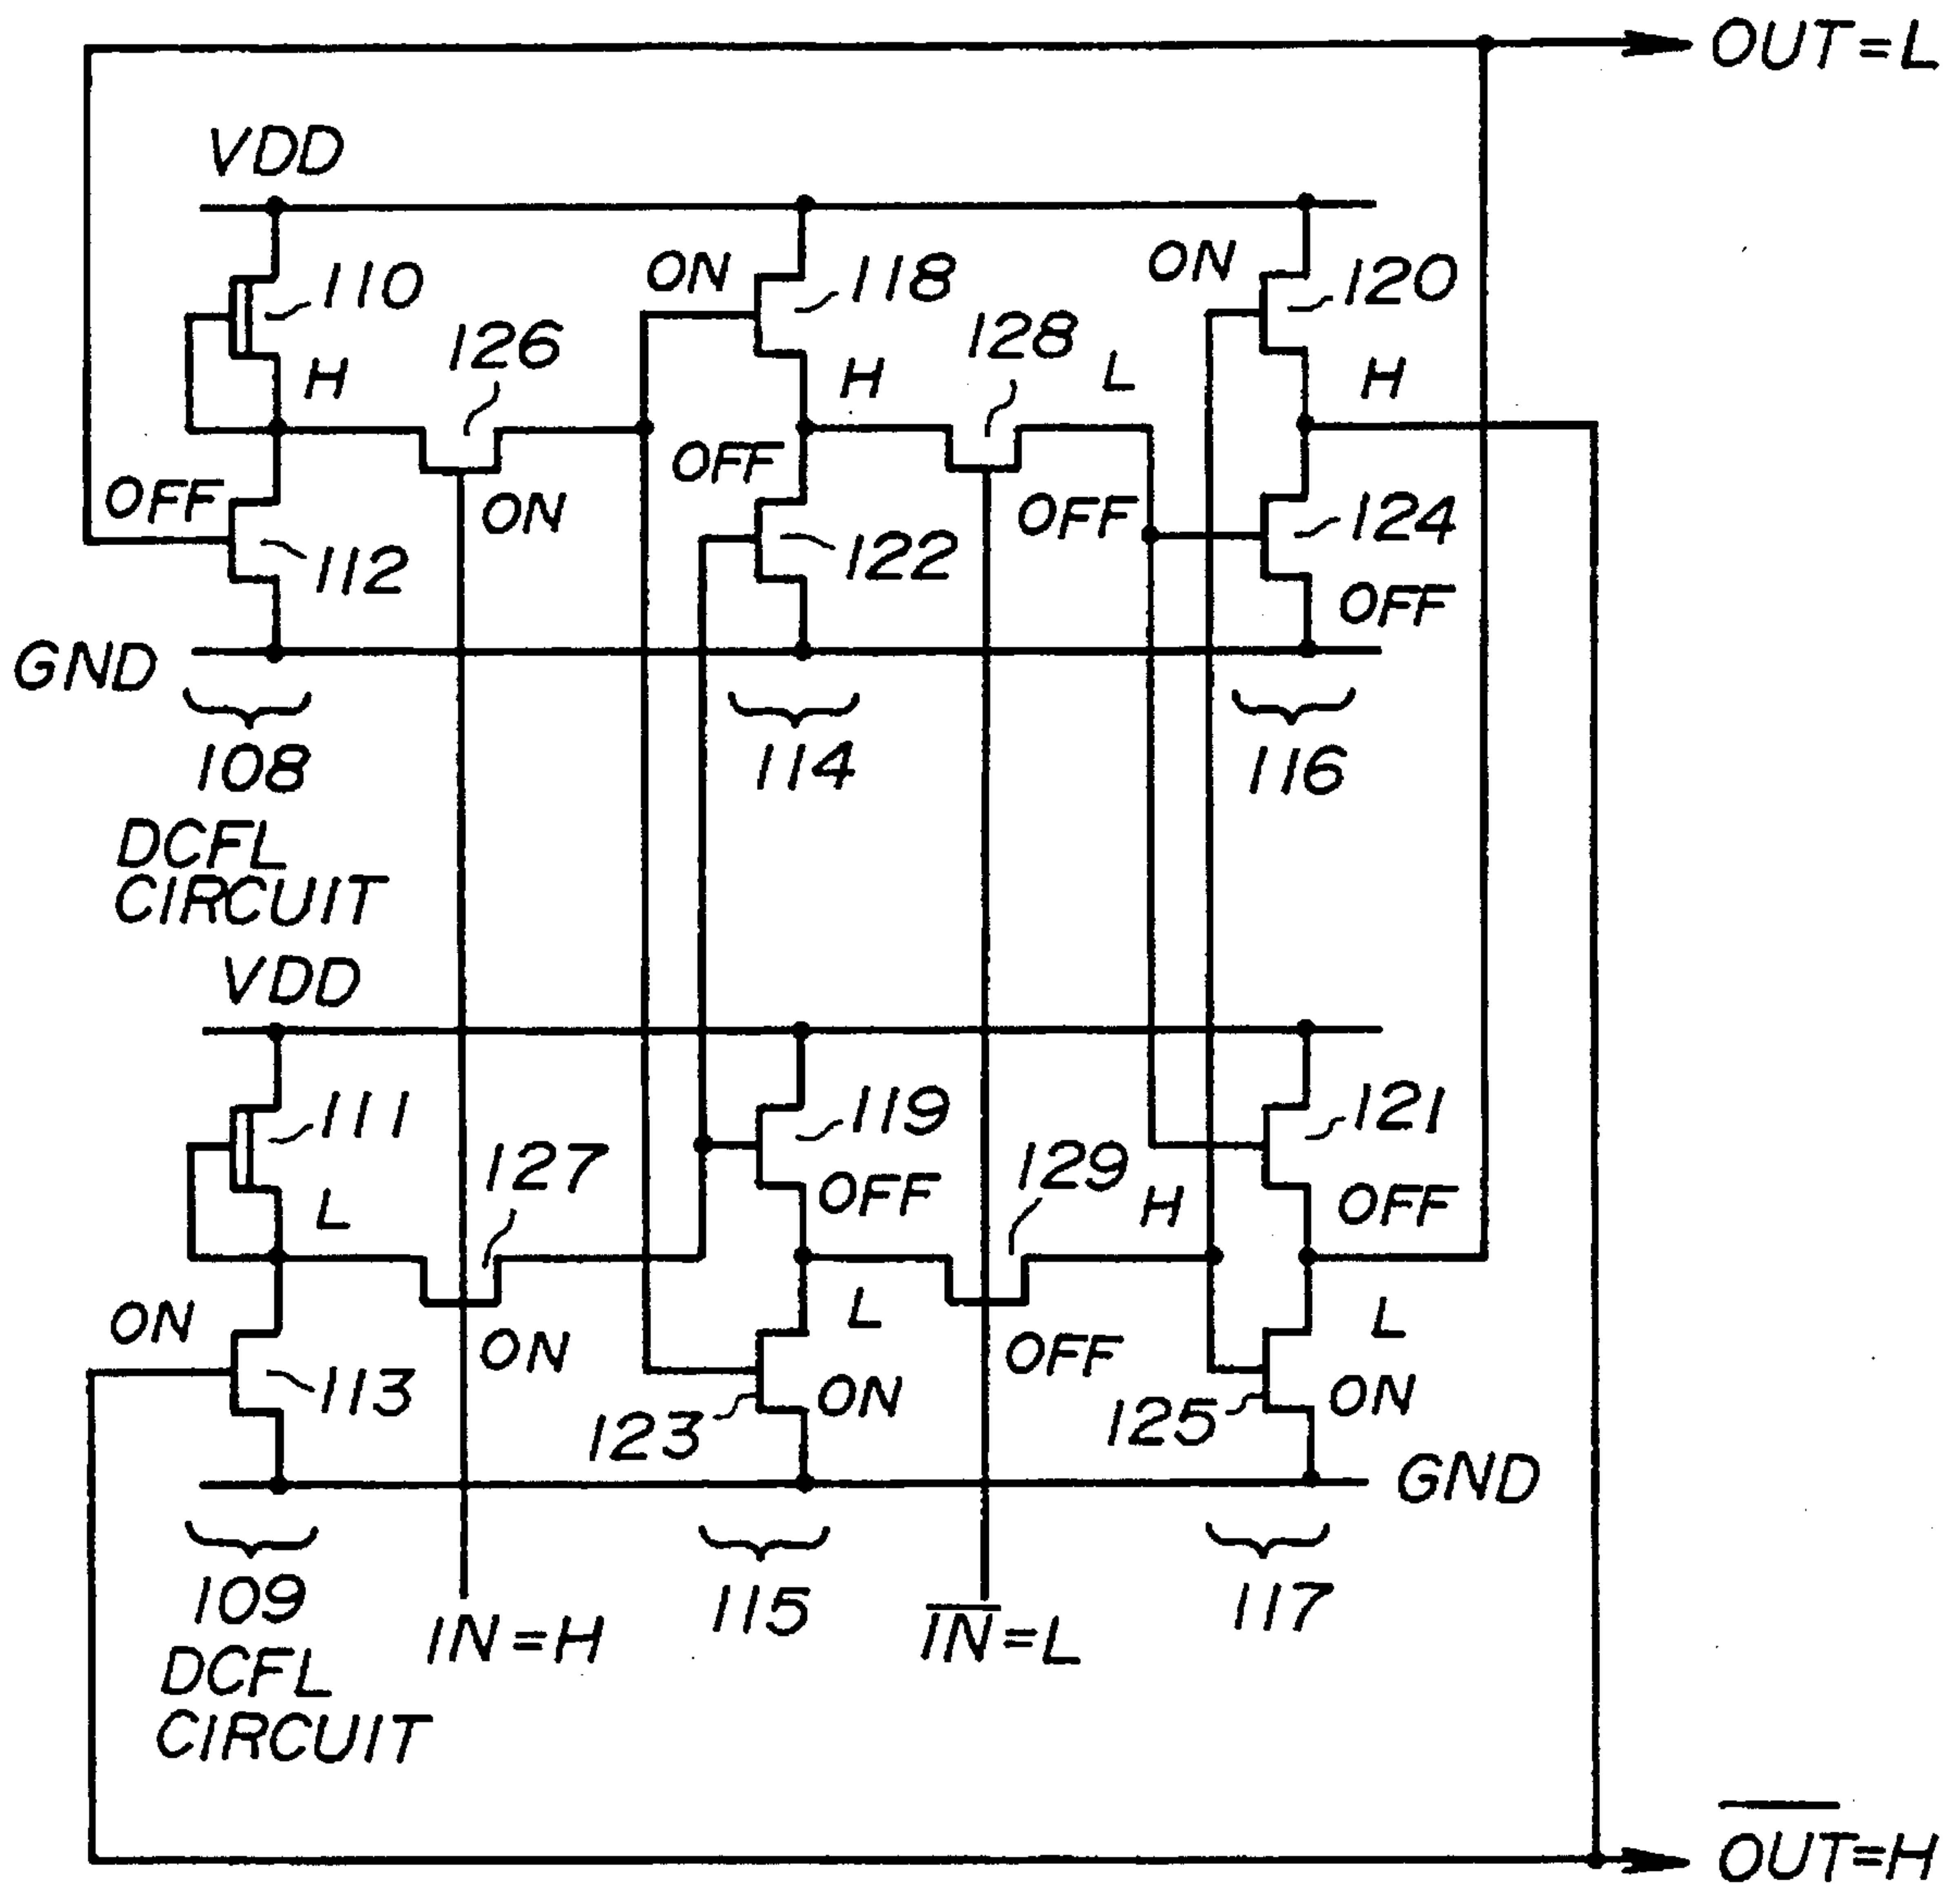 OUT=L
VDD
ON
118
ON
120
110
126
128
L
H
H
H
OFF
OFF
ON
OFF
124
112
122
OFF
GND
108
114
116
DCFL
CIRCUIT
VDD
111
119
121
127
129
L
OFF
H
OFF
ON
L
L
ON
OFF
113
123
ON
125
ON
GND
109
115
117
IN=H
I̅N̅=L
DCFL
CIRCUIT
O̅U̅T̅=H